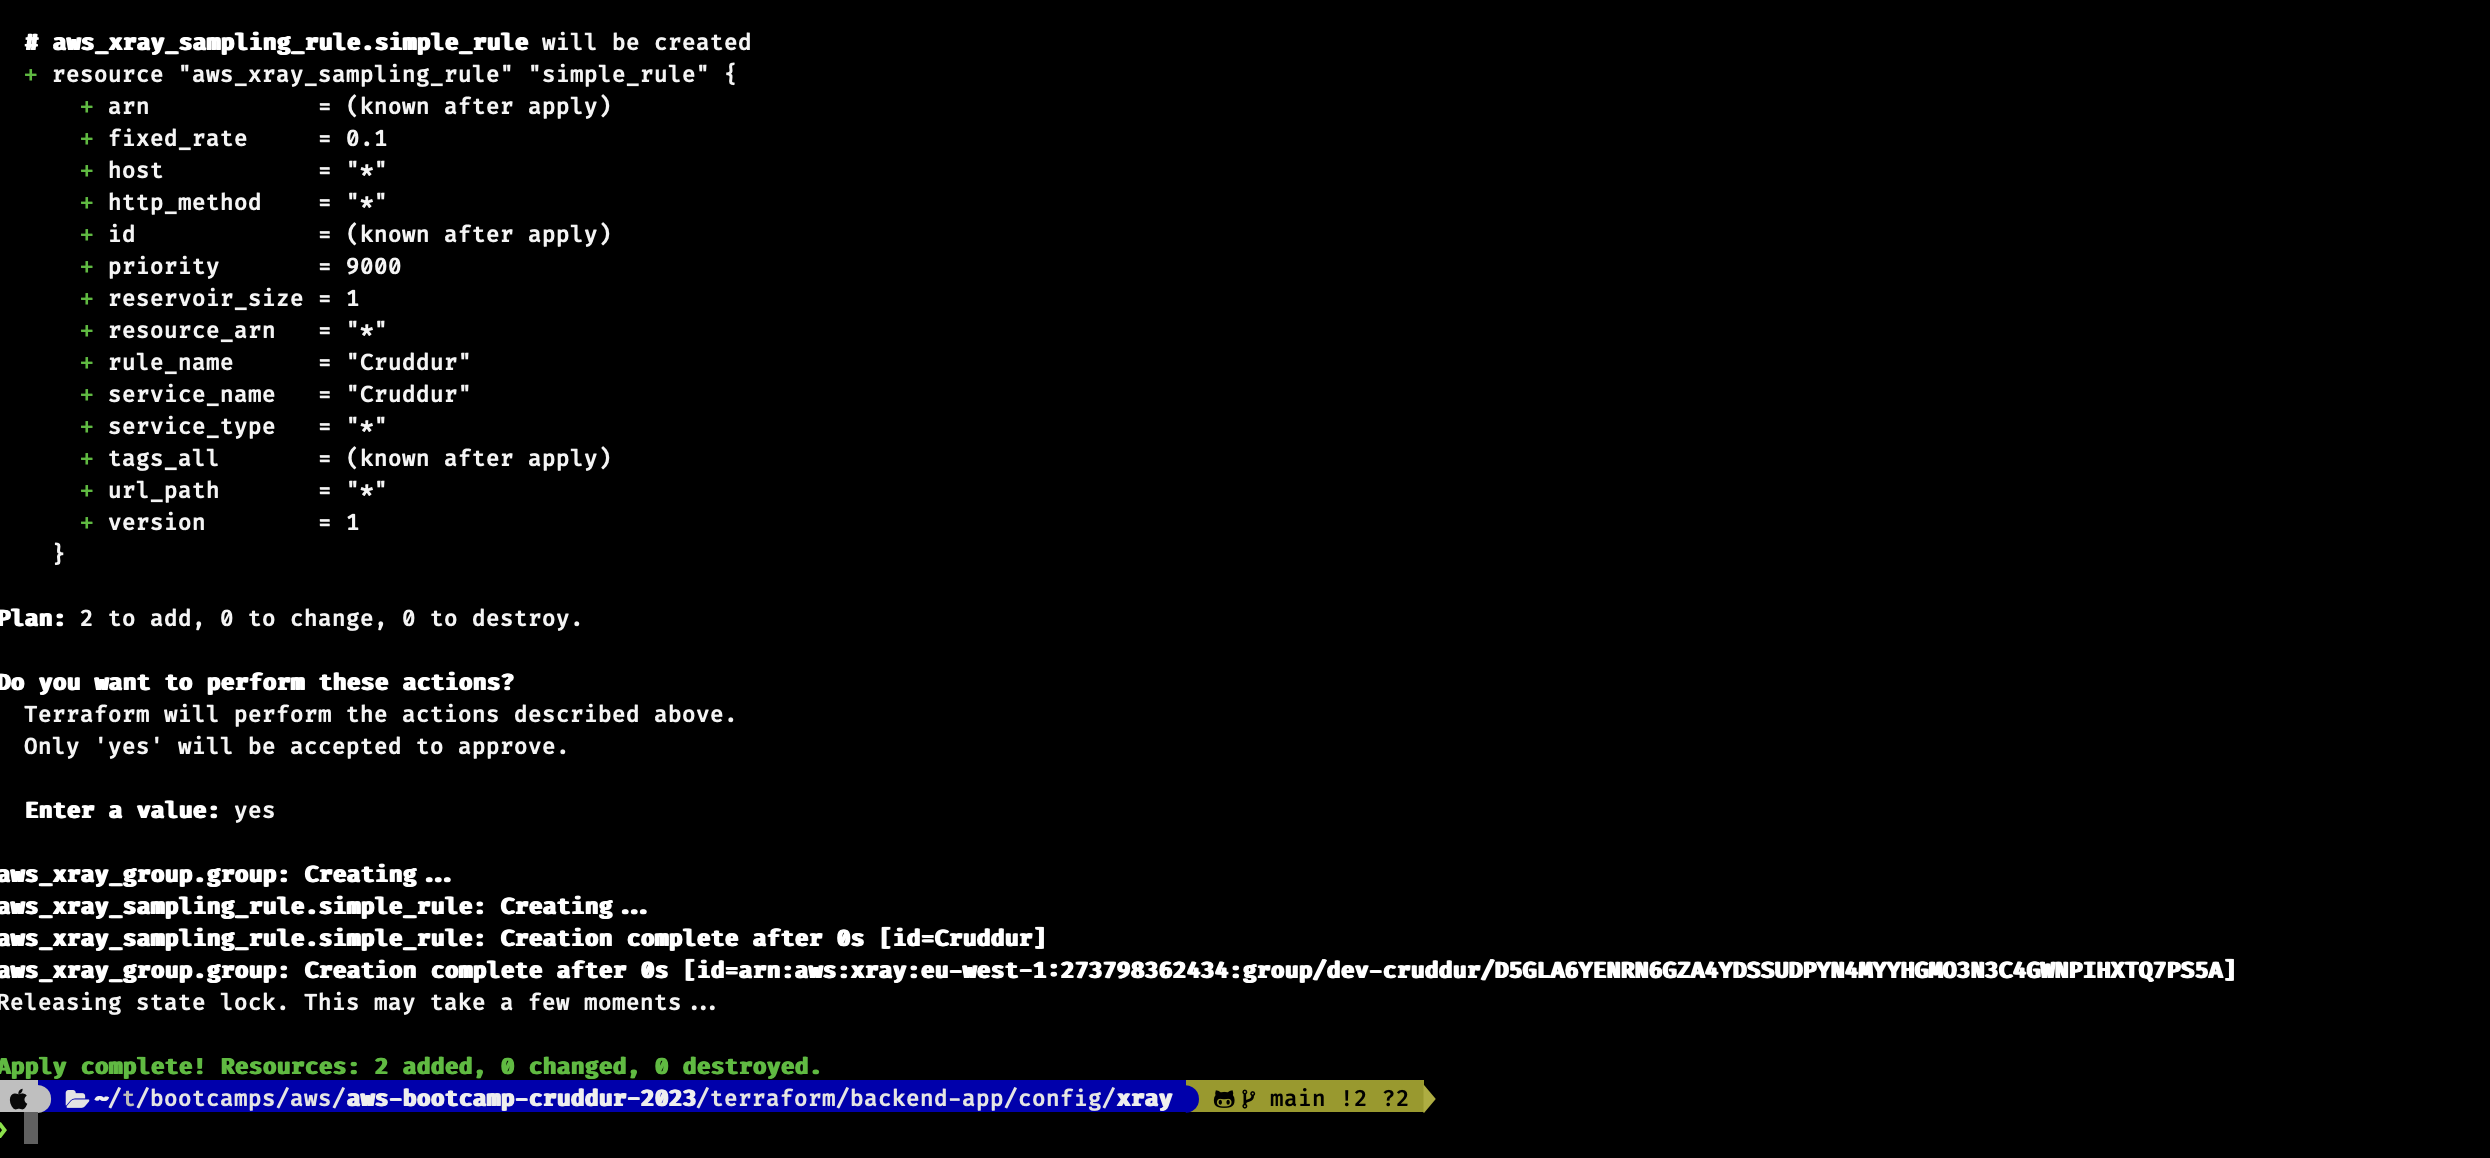 # aws_xray_sampling_rule.simple_rule will be created
+ resource "aws_xray_sampling_rule" "simple_rule" {
+ arn = (known after apply)
+ fixed_rate = 0.1
+ host = "*"
+ http_method = "*"
+ id = (known after apply)
+ priority = 9000
+ reservoir_size = 1
+ resource_arn = "*"
+ rule_name = "Cruddur"
+ service_name = "Cruddur"
+ service_type = "*"
+ tags_all = (known after apply)
+ url_path = "*"
+ version = 1
}
Plan: 2 to add, 0 to change, 0 to destroy.
Do you want to perform these actions?
Terraform will perform the actions described above.
Only 'yes' will be accepted to approve.
Enter a value: yes
aws_xray_group.group: Creating...
aws_xray_sampling_rule.simple_rule: Creating...
aws_xray_sampling_rule.simple_rule: Creation complete after 0s [id=Cruddur]
aws_xray_group.group: Creation complete after 0s [id=arn:aws:xray:eu-west-1:273798362434:group/dev-cruddur/D5GLA6YENRN6GZA4YDSSUDPYN4MYYHGMO3N3C4GWNPIHXTQ7PS5A]
Releasing state lock. This may take a few moments...
Apply complete! Resources: 2 added, 0 changed, 0 destroyed.
~/t/bootcamps/aws/aws-bootcamp-cruddur-2023/terraform/backend-app/config/xray main !2 ?2
❯